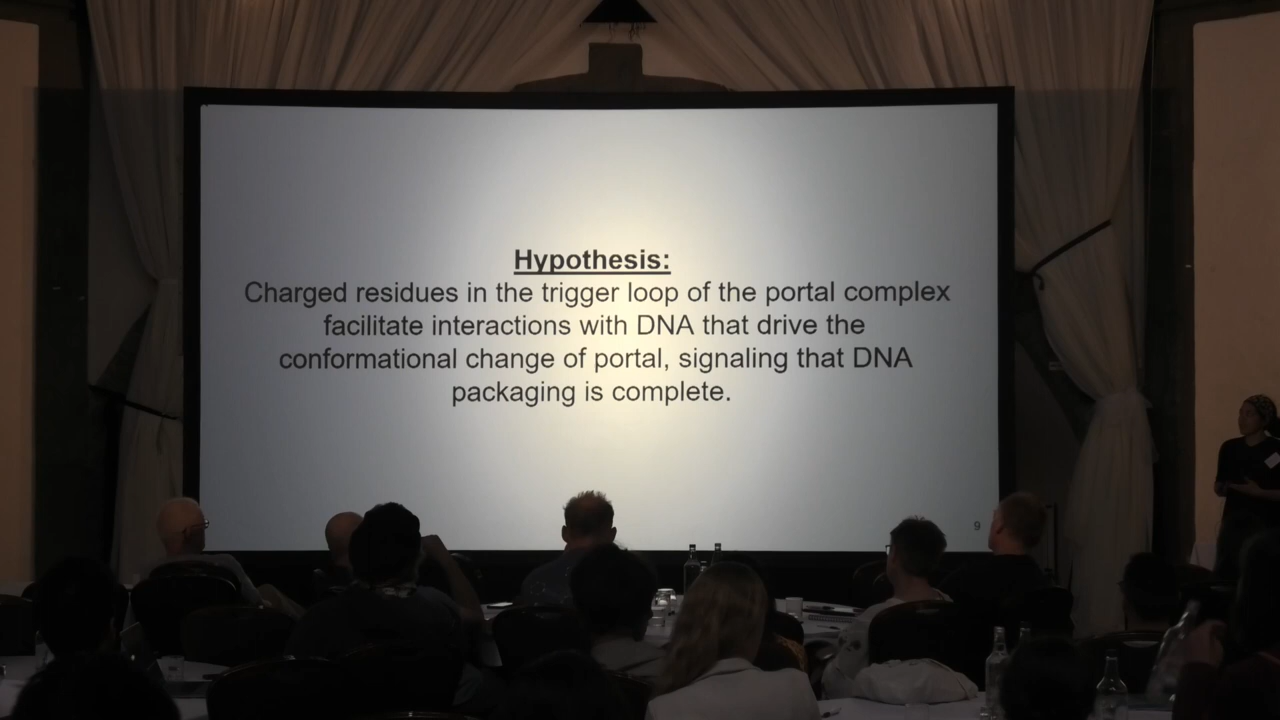 Hypothesis:
Charged residues in the trigger loop of the portal complex
facilitate interactions with DNA that drive the
conformational change of portal, signaling that DNA
packaging is complete.
9